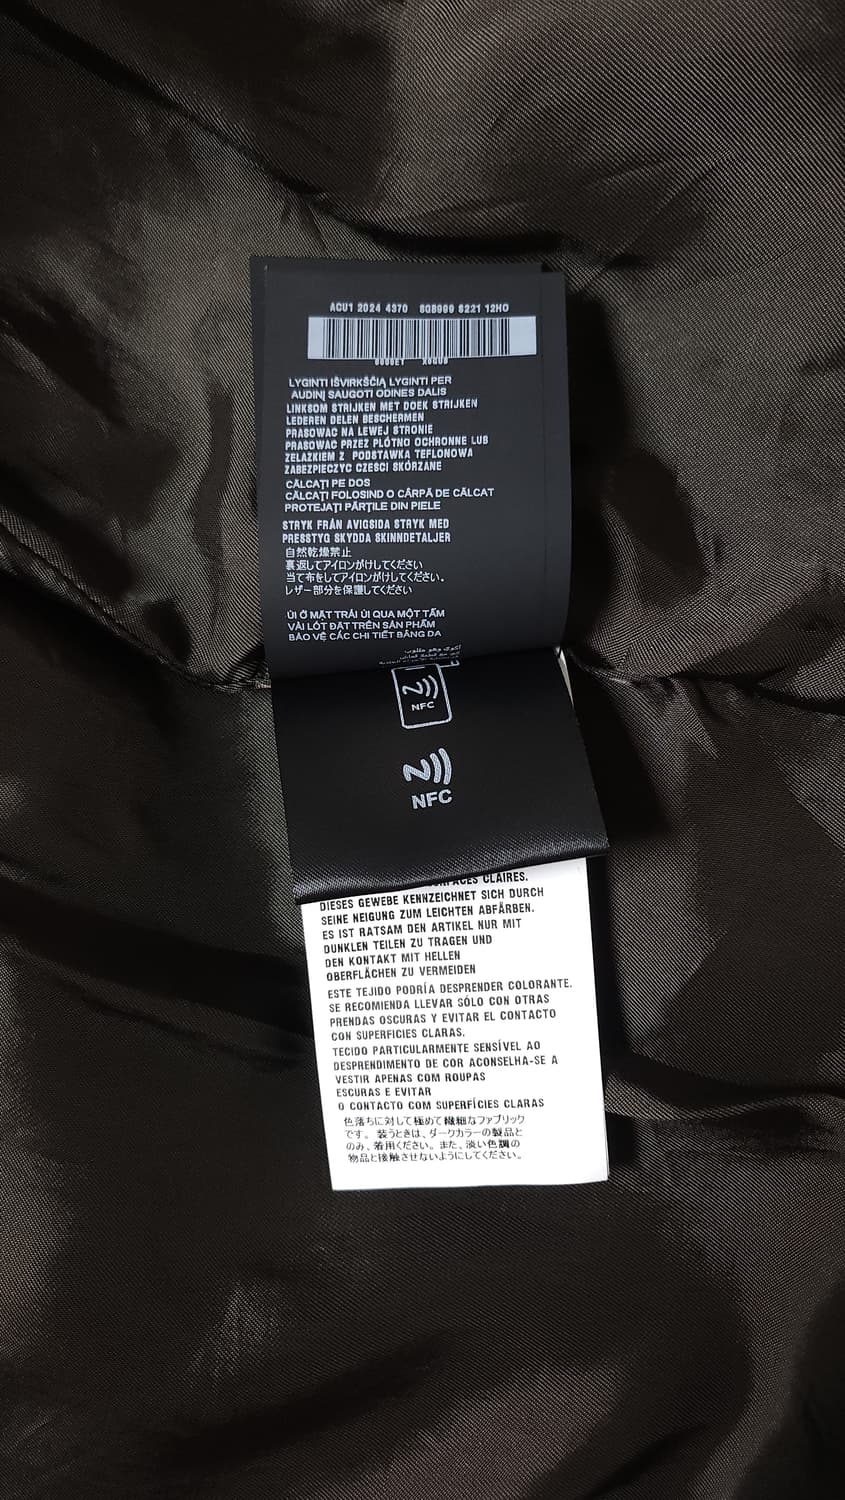 ACU1 2024 4370 8GB999 6221 12HO
LYGINTI IŠVIRKŠČIĄ LYGINTI PER
AUDINĮ SAUGOTI ODINES DALIS
LINKSOM STRIJKEN MET DOEK STRIJKEN
LEDEREN DELEN BESCHERMEN
PRASOWAC NA LEWEJ STRONIE
PRASOWAC PRZEZ PLÓTNO OCHRONNE LUB
ZELAZKIEM Z PODSTAWKA TEFLONOWA
ZABEZPIECZYC CZESCI SKÓRZANE
CĂLCAȚI PE DOS
CĂLCAȚI FOLOSIND O CÂRPĂ DE CĂLCAT
PROTEJAȚI PĂRȚILE DIN PIELE
STRYK FRÅN AVIGSIDA STRYK MED
PRESSTYG SKYDDA SKINNDETALJER
自然乾燥禁止
裏返してアイロンがけしてください
当て布をしてアイロンがけしてください.
レザー部分を保護してください
ỦI Ở MẶT TRÁI ỦI QUA MỘT TẤM
VẢI LÓT ĐẶT TRÊN SẢN PHẨM
BẢO VỆ CÁC CHI TIẾT BẰNG DA
اكوي وهو مقلوب
NFC
NFC
CLAIRES.
DIESES GEWEBE KENNZEICHNET SICH DURCH
SEINE NEIGUNG ZUM LEICHTEN ABFÄRBEN.
ES IST RATSAM DEN ARTIKEL NUR MIT
DUNKLEN TEILEN ZU TRAGEN UND
DEN KONTAKT MIT HELLEN
OBERFLÄCHEN ZU VERMEIDEN
ESTE TEJIDO PODRÍA DESPRENDER COLORANTE.
SE RECOMIENDA LLEVAR SÓLO CON OTRAS
PRENDAS OSCURAS Y EVITAR EL CONTACTO
CON SUPERFICIES CLARAS.
TECIDO PARTICULARMENTE SENSÍVEL AO
DESPRENDIMENTO DE COR ACONSELHA-SE A
VESTIR APENAS COM ROUPAS
ESCURAS E EVITAR
O CONTACTO COM SUPERFÍCIES CLARAS
色落ちに対して極めて繊細なファブリック
です。装うときは、ダークカラーの製品と
のみ、着用ください。また、淡い色調の
物品と接触させないようにしてください。